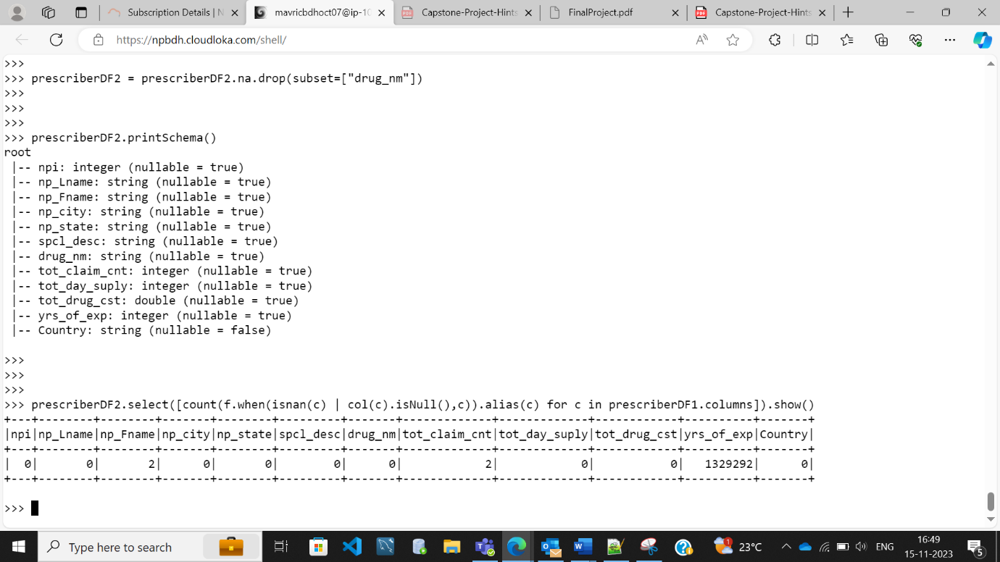 Subscription Details | N
mavricbdhoct07@ip-10
Capstone-Project-Hints
FinalProject.pdf
Capstone-Project-Hints
https://npbdh.cloudloka.com/shell/
>>>
>>> prescriberDF2 = prescriberDF2.na.drop(subset=["drug_nm"])
>>>
>>>
>>>
>>> prescriberDF2.printSchema()
root
 |-- npi: integer (nullable = true)
 |-- np_Lname: string (nullable = true)
 |-- np_Fname: string (nullable = true)
 |-- np_city: string (nullable = true)
 |-- np_state: string (nullable = true)
 |-- spcl_desc: string (nullable = true)
 |-- drug_nm: string (nullable = true)
 |-- tot_claim_cnt: integer (nullable = true)
 |-- tot_day_suply: integer (nullable = true)
 |-- tot_drug_cst: double (nullable = true)
 |-- yrs_of_exp: integer (nullable = true)
 |-- Country: string (nullable = false)
>>>
>>>
>>>
>>> prescriberDF2.select([count(f.when(isnan(c) | col(c).isNull(),c)).alias(c) for c in prescriberDF1.columns]).show()
+---+--------+--------+-------+--------+---------+-------+-------------+-------------+------------+----------+-------+
|npi|np_Lname|np_Fname|np_city|np_state|spcl_desc|drug_nm|tot_claim_cnt|tot_day_suply|tot_drug_cst|yrs_of_exp|Country|
+---+--------+--------+-------+--------+---------+-------+-------------+-------------+------------+----------+-------+
|  0|       0|       2|      0|       0|        0|      0|            2|            0|           0|   1329292|      0|
+---+--------+--------+-------+--------+---------+-------+-------------+-------------+------------+----------+-------+
>>>
Type here to search
1
23°C
ENG
16:49
15-11-2023
5